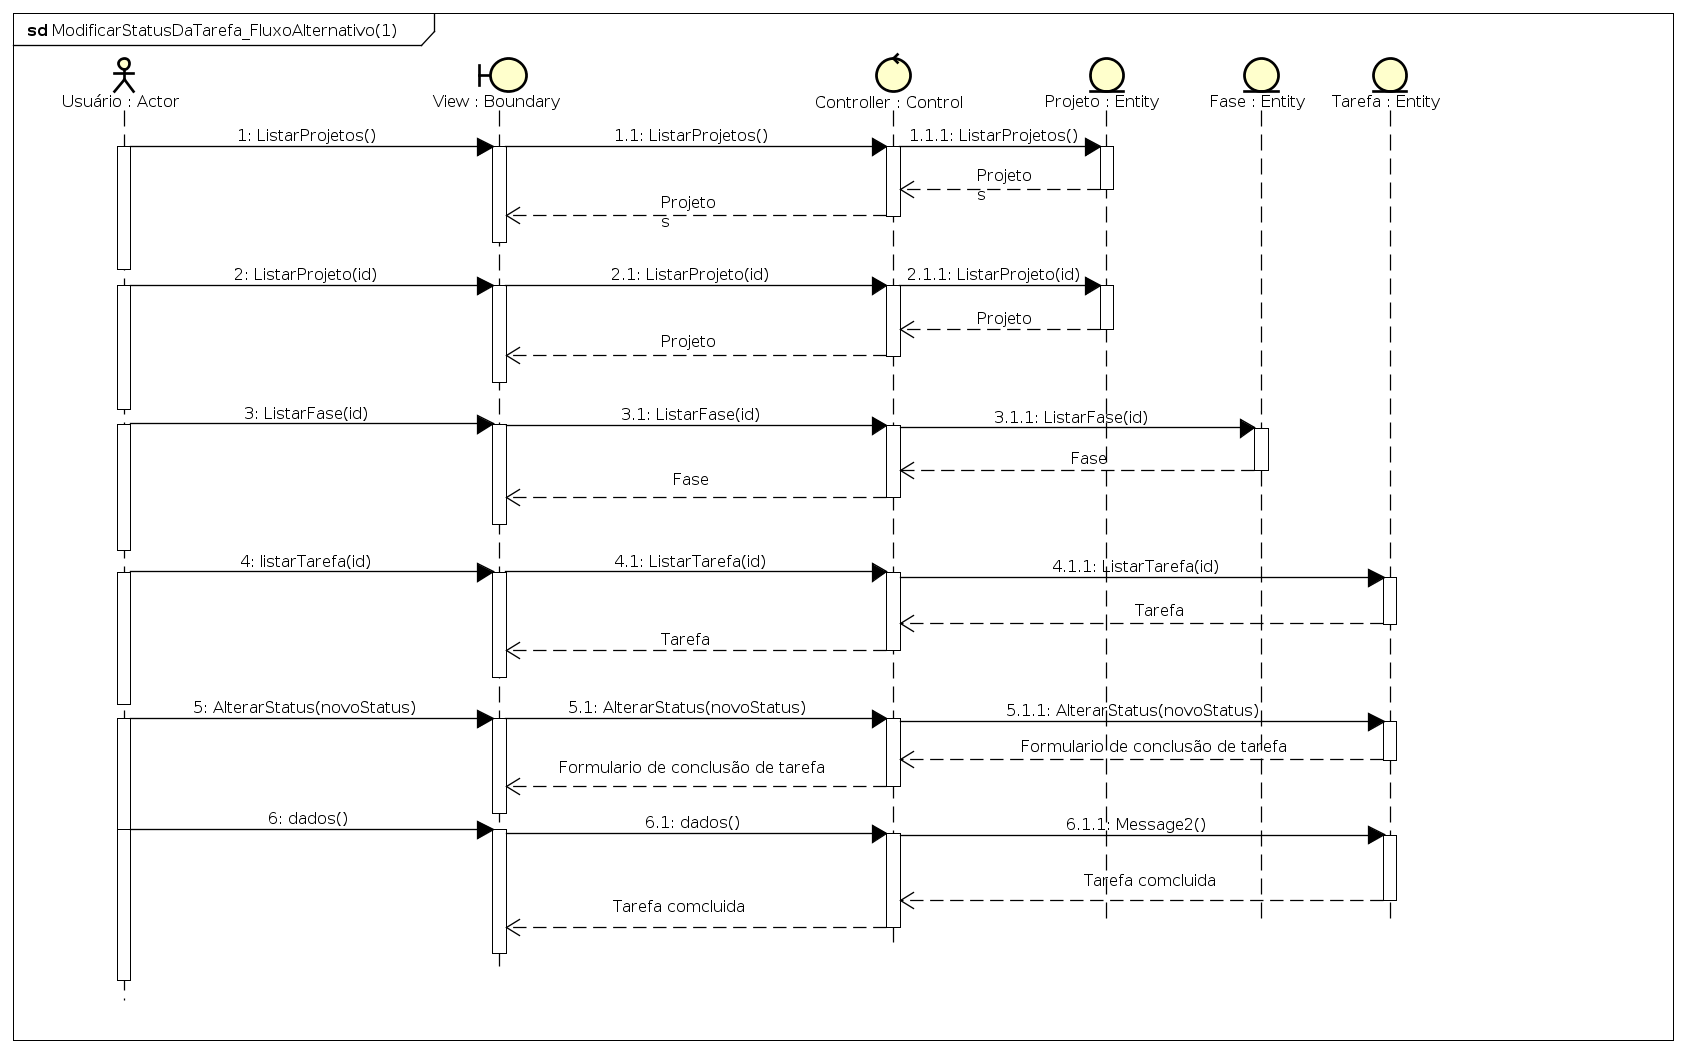 sd ModificarStatusDaTarefa_FluxoAlternativo(1)
Usuário : Actor
View : Boundary
Controller : Control
Projeto : Entity
Fase : Entity
Tarefa : Entity
1: ListarProjetos()
1.1: ListarProjetos()
1.1.1: ListarProjetos()
Projeto
s
Projeto
s
2: ListarProjeto(id)
2.1: ListarProjeto(id)
2.1.1: ListarProjeto(id)
Projeto
Projeto
3: ListarFase(id)
3.1: ListarFase(id)
3.1.1: ListarFase(id)
Fase
Fase
4: listarTarefa(id)
4.1: ListarTarefa(id)
4.1.1: ListarTarefa(id)
Tarefa
Tarefa
5: AlterarStatus(novoStatus)
5.1: AlterarStatus(novoStatus)
5.1.1: AlterarStatus(novoStatus)
Formulario de conclusão de tarefa
Formulario de conclusão de tarefa
6: dados()
6.1: dados()
6.1.1: Message2()
Tarefa comcluida
Tarefa comcluida